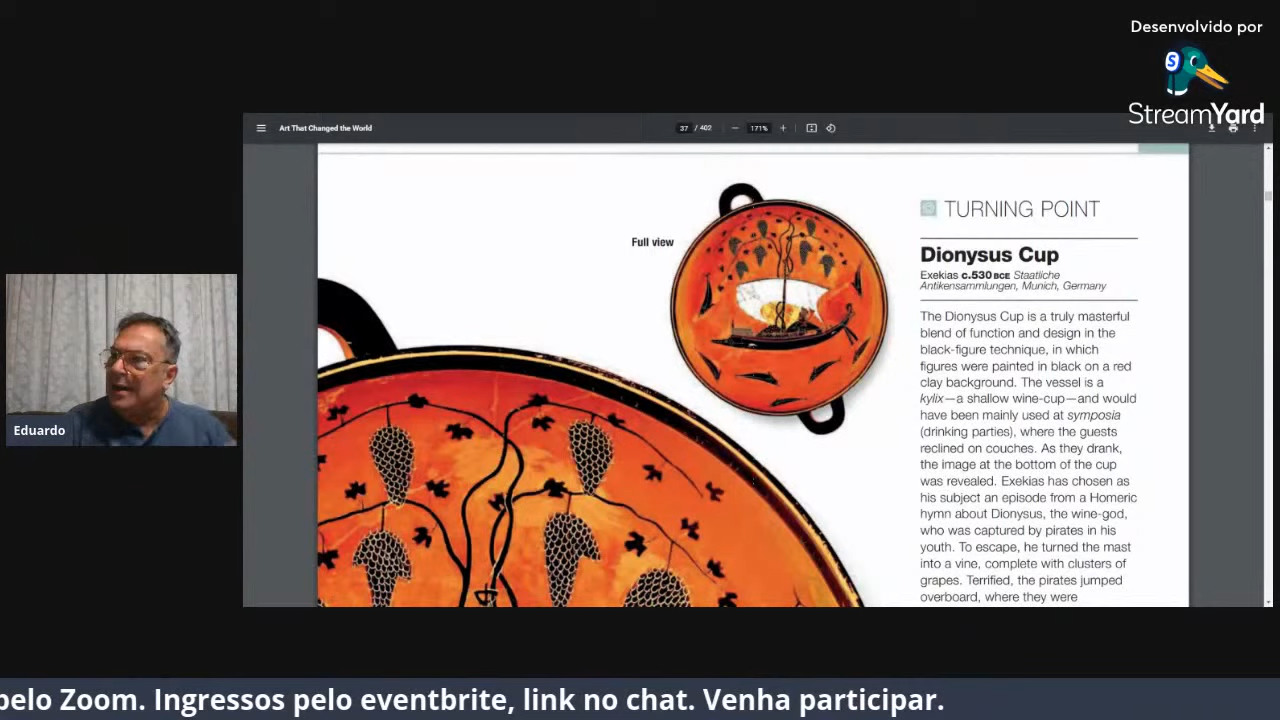 Desenvolvido por
StreamYard
Art That Changed the World
37 / 402
171%
Full view
TURNING POINT
Dionysus Cup
Exekias c.530 BCE Staatliche
Antikensammlungen, Munich, Germany
The Dionysus Cup is a truly masterful
blend of function and design in the
black-figure technique, in which
figures were painted in black on a red
clay background. The vessel is a
kylix—a shallow wine-cup—and would
have been mainly used at symposia
(drinking parties), where the guests
reclined on couches. As they drank,
the image at the bottom of the cup
was revealed. Exekias has chosen as
his subject an episode from a Homeric
hymn about Dionysus, the wine-god,
who was captured by pirates in his
youth. To escape, he turned the mast
into a vine, complete with clusters of
grapes. Terrified, the pirates jumped
overboard, where they were
Eduardo
pelo Zoom. Ingressos pelo eventbrite, link no chat. Venha participar.